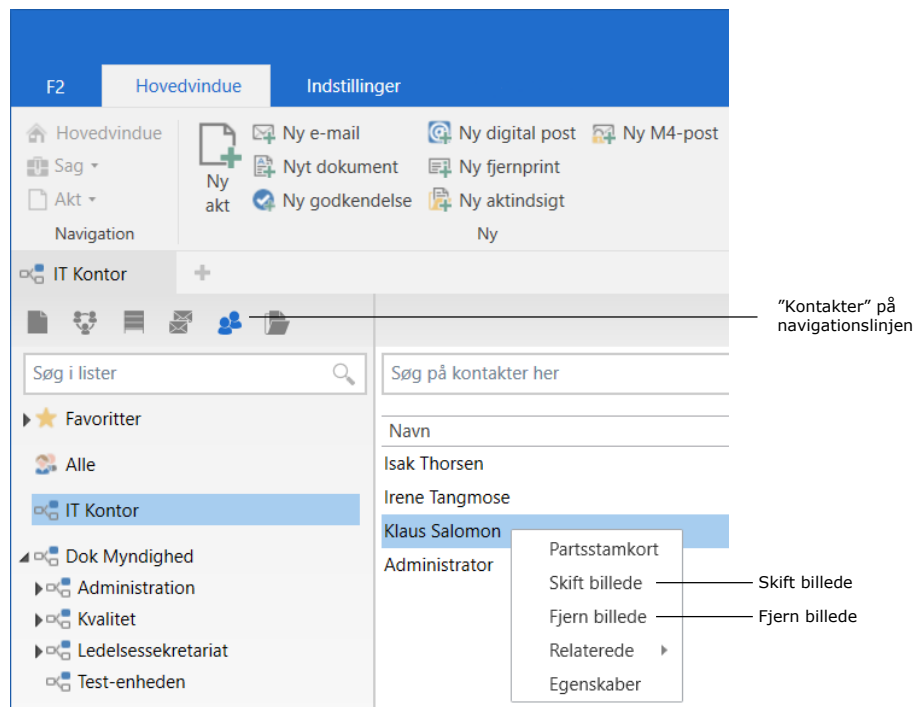 F2 Hovedvindue Indstillinger
Hovedvindue
Sag
Akt
Navigation
Ny
akt
Ny e-mail
Nyt dokument
Ny godkendelse
Ny digital post
Ny fjernprint
Ny aktindsigt
Ny M4-post
Ny
IT Kontor
"Kontakter" på
navigationslinjen
Søg i lister
Favoritter
Alle
IT Kontor
Dok Myndighed
Administration
Kvalitet
Ledelsessekretariat
Test-enheden
Søg på kontakter her
Navn
Isak Thorsen
Irene Tangmose
Klaus Salomon
Administrator
Partsstamkort
Skift billede
Fjern billede
Relaterede
Egenskaber
Skift billede
Fjern billede